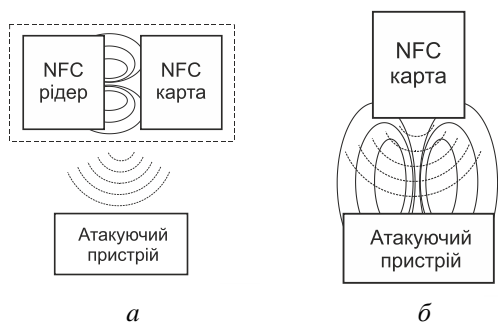 NFC
рідер
NFC
карта
Атакуючий
пристрій
а
NFC
карта
Атакуючий
пристрій
б